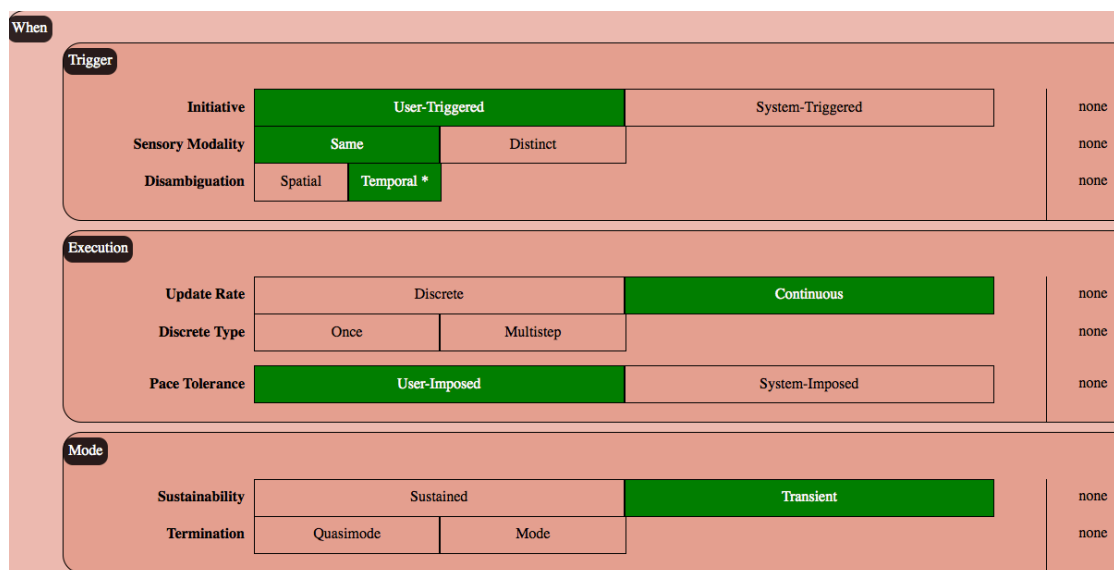 When
Trigger
Initiative User-Triggered System-Triggered none
Sensory Modality Same Distinct none
Disambiguation Spatial Temporal * none
Execution
Update Rate Discrete Continuous none
Discrete Type Once Multistep none
Pace Tolerance User-Imposed System-Imposed none
Mode
Sustainability Sustained Transient none
Termination Quasimode Mode none